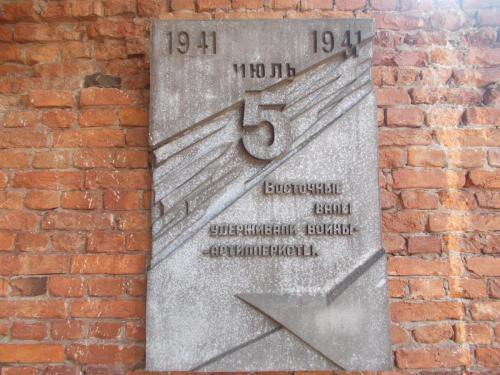 1941 1941
ИЮЛЬ
5
Восточные
валы
удерживали воины-
-артиллеристы.